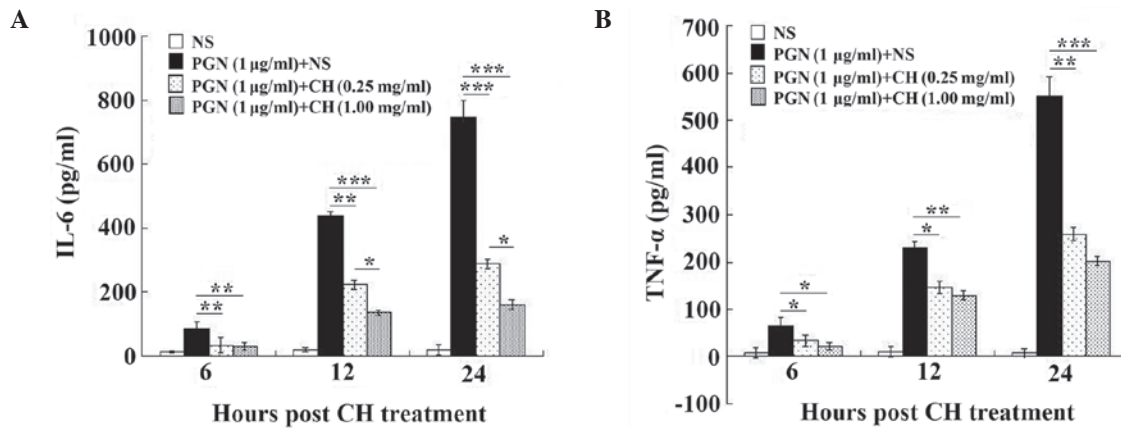 A
IL-6 (pg/ml)
1000
800
600
400
200
0
NS
PGN (1 μg/ml)+NS
PGN (1 μg/ml)+CH (0.25 mg/ml)
PGN (1 μg/ml)+CH (1.00 mg/ml)
**
**
***
**
*
***
***
*
6 12 24
Hours post CH treatment
B
TNF-α (pg/ml)
700
600
500
400
300
200
100
0
-100
NS
PGN (1 μg/ml)+NS
PGN (1 μg/ml)+CH (0.25 mg/ml)
PGN (1 μg/ml)+CH (1.00 mg/ml)
*
*
**
*
***
**
6 12 24
Hours post CH treatment